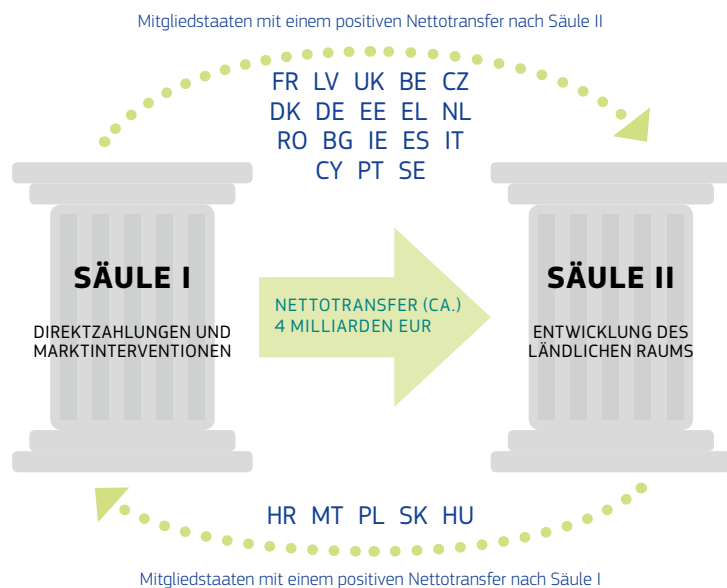 Mitgliedstaaten mit einem positiven Nettotransfer nach Säule II
FR LV UK BE CZ
DK DE EE EL NL
RO BG IE ES IT
CY PT SE
SÄULE I
DIREKTZAHLUNGEN UND
MARKTINTERVENTIONEN
NETTOTRANSFER (CA.)
4 MILLIARDEN EUR
SÄULE II
ENTWICKLUNG DES
LÄNDLICHEN RAUMS
HR MT PL SK HU
Mitgliedstaaten mit einem positiven Nettotransfer nach Säule I